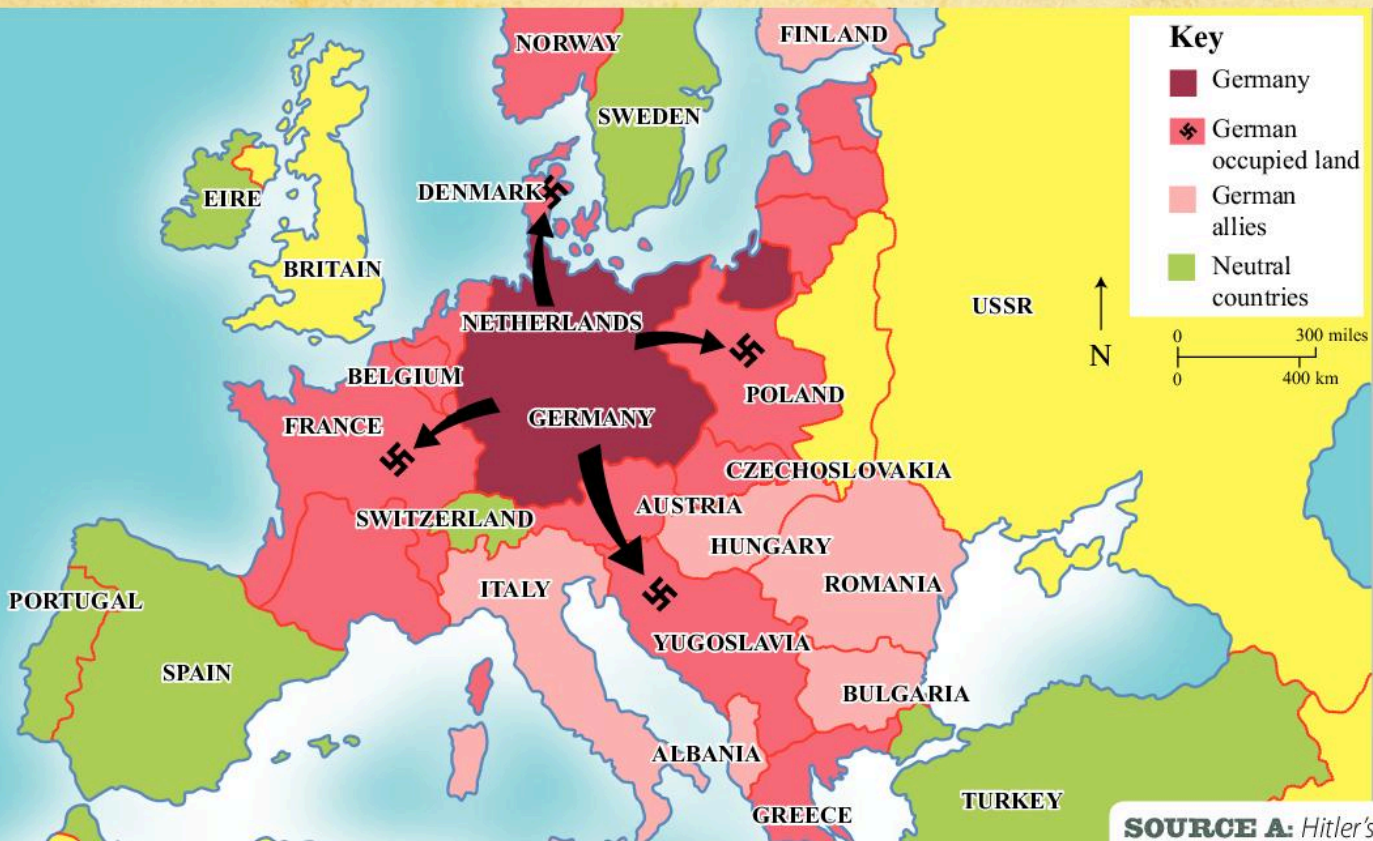 NORWAY
FINLAND
SWEDEN
DENMARK
EIRE
BRITAIN
NETHERLANDS
USSR
BELGIUM
POLAND
GERMANY
FRANCE
CZECHOSLOVAKIA
AUSTRIA
SWITZERLAND
HUNGARY
ROMANIA
ITALY
PORTUGAL
YUGOSLAVIA
SPAIN
BULGARIA
ALBANIA
TURKEY
GREECE
Key
Germany
German
occupied land
German
allies
Neutral
countries
N
0 300 miles
0 400 km
SOURCE A: Hitler's